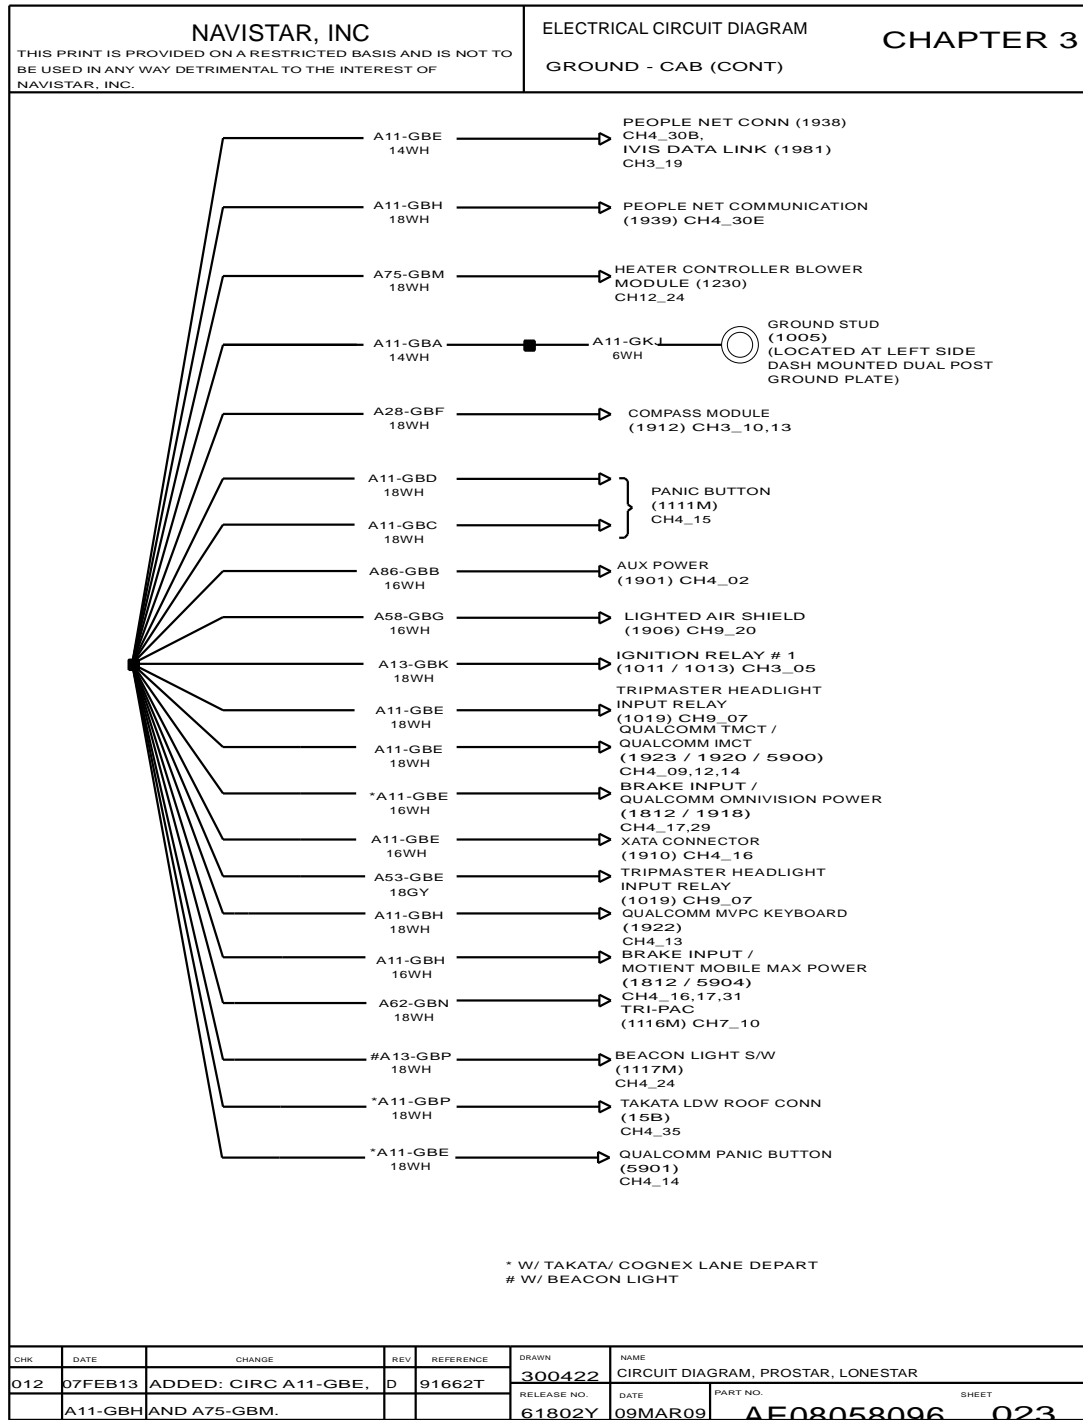 NAVISTAR, INC
THIS PRINT IS PROVIDED ON A RESTRICTED BASIS AND IS NOT TO
BE USED IN ANY WAY DETRIMENTAL TO THE INTEREST OF
NAVISTAR, INC.
ELECTRICAL CIRCUIT DIAGRAM
GROUND - CAB (CONT)
CHAPTER 3
A11-GBE
14WH
PEOPLE NET CONN (1938)
CH4_30B,
IVIS DATA LINK (1981)
CH3_19
A11-GBH
18WH
PEOPLE NET COMMUNICATION
(1939) CH4_30E
A75-GBM
18WH
HEATER CONTROLLER BLOWER
MODULE (1230)
CH12_24
A11-GBA
14WH
A11-GKJ
6WH
GROUND STUD
(1005)
(LOCATED AT LEFT SIDE
DASH MOUNTED DUAL POST
GROUND PLATE)
A28-GBF
18WH
COMPASS MODULE
(1912) CH3_10,13
A11-GBD
18WH
A11-GBC
18WH
PANIC BUTTON
(1111M)
CH4_15
A86-GBB
16WH
AUX POWER
(1901) CH4_02
A58-GBG
16WH
LIGHTED AIR SHIELD
(1906) CH9_20
A13-GBK
18WH
IGNITION RELAY # 1
(1011 / 1013) CH3_05
A11-GBE
18WH
TRIPMASTER HEADLIGHT
INPUT RELAY
(1019) CH9_07
A11-GBE
18WH
QUALCOMM TMCT /
QUALCOMM IMCT
(1923 / 1920 / 5900)
CH4_09,12,14
*A11-GBE
16WH
BRAKE INPUT /
QUALCOMM OMNIVISION POWER
(1812 / 1918)
CH4_17,29
A11-GBE
16WH
XATA CONNECTOR
(1910) CH4_16
A53-GBE
18GY
TRIPMASTER HEADLIGHT
INPUT RELAY
(1019) CH9_07
A11-GBH
18WH
QUALCOMM MVPC KEYBOARD
(1922)
CH4_13
A11-GBH
16WH
BRAKE INPUT /
MOTIENT MOBILE MAX POWER
(1812 / 5904)
CH4_16,17,31
A62-GBN
18WH
TRI-PAC
(1116M) CH7_10
#A13-GBP
18WH
BEACON LIGHT S/W
(1117M)
CH4_24
*A11-GBP
18WH
TAKATA LDW ROOF CONN
(15B)
CH4_35
*A11-GBE
18WH
QUALCOMM PANIC BUTTON
(5901)
CH4_14
* W/ TAKATA/ COGNEX LANE DEPART
# W/ BEACON LIGHT
CHK DATE CHANGE REV REFERENCE
012 07FEB13 ADDED: CIRC A11-GBE, D 91662T
A11-GBH AND A75-GBM.
DRAWN
300422
NAME
CIRCUIT DIAGRAM, PROSTAR, LONESTAR
RELEASE NO.
61802Y
DATE
09MAR09
PART NO.
AE08058096
SHEET
023